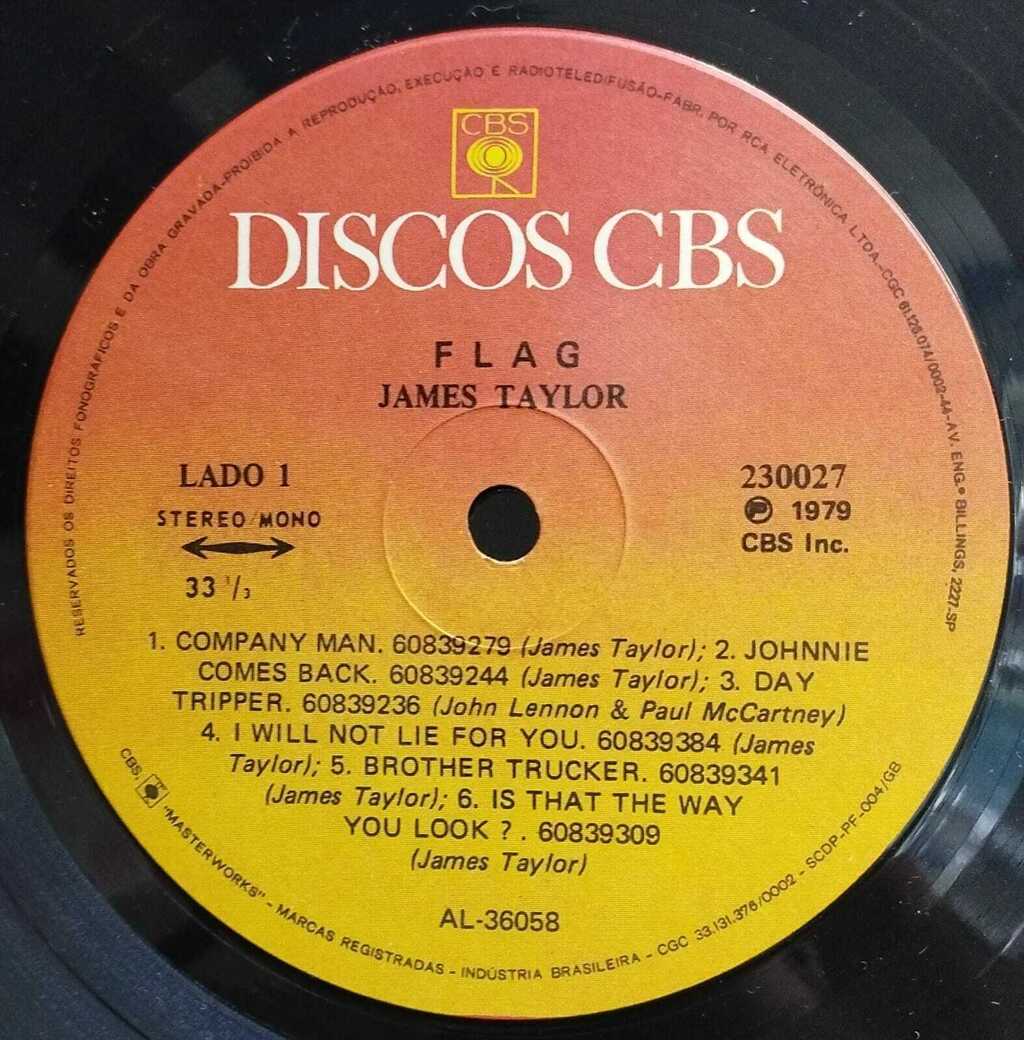 RESERVADOS OS DIREITOS FONOGRÁFICOS E DA OBRA GRAVADA-PROIBIDA A REPRODUÇÃO, EXECUÇÃO E RADIOTELEDIFUSÃO-FABR. POR RCA ELETRÔNICA LTDA.-CGC 61.126.074/0002-44-AV. ENG.º BILLINGS, 2227-SP
CBS
DISCOS CBS
FLAG
JAMES TAYLOR
LADO 1
STEREO/MONO
33 1/3
230027
Ⓟ 1979
CBS Inc.
1. COMPANY MAN. 60839279 (James Taylor); 2. JOHNNIE
COMES BACK. 60839244 (James Taylor); 3. DAY
TRIPPER. 60839236 (John Lennon & Paul McCartney)
4. I WILL NOT LIE FOR YOU. 60839384 (James
Taylor); 5. BROTHER TRUCKER. 60839341
(James Taylor); 6. IS THAT THE WAY
YOU LOOK ? . 60839309
(James Taylor)
AL-36058
CBS, "MASTERWORKS" - MARCAS REGISTRADAS - INDÚSTRIA BRASILEIRA - CGC 33.131.376/0002 - SCDP-PF-004/GB